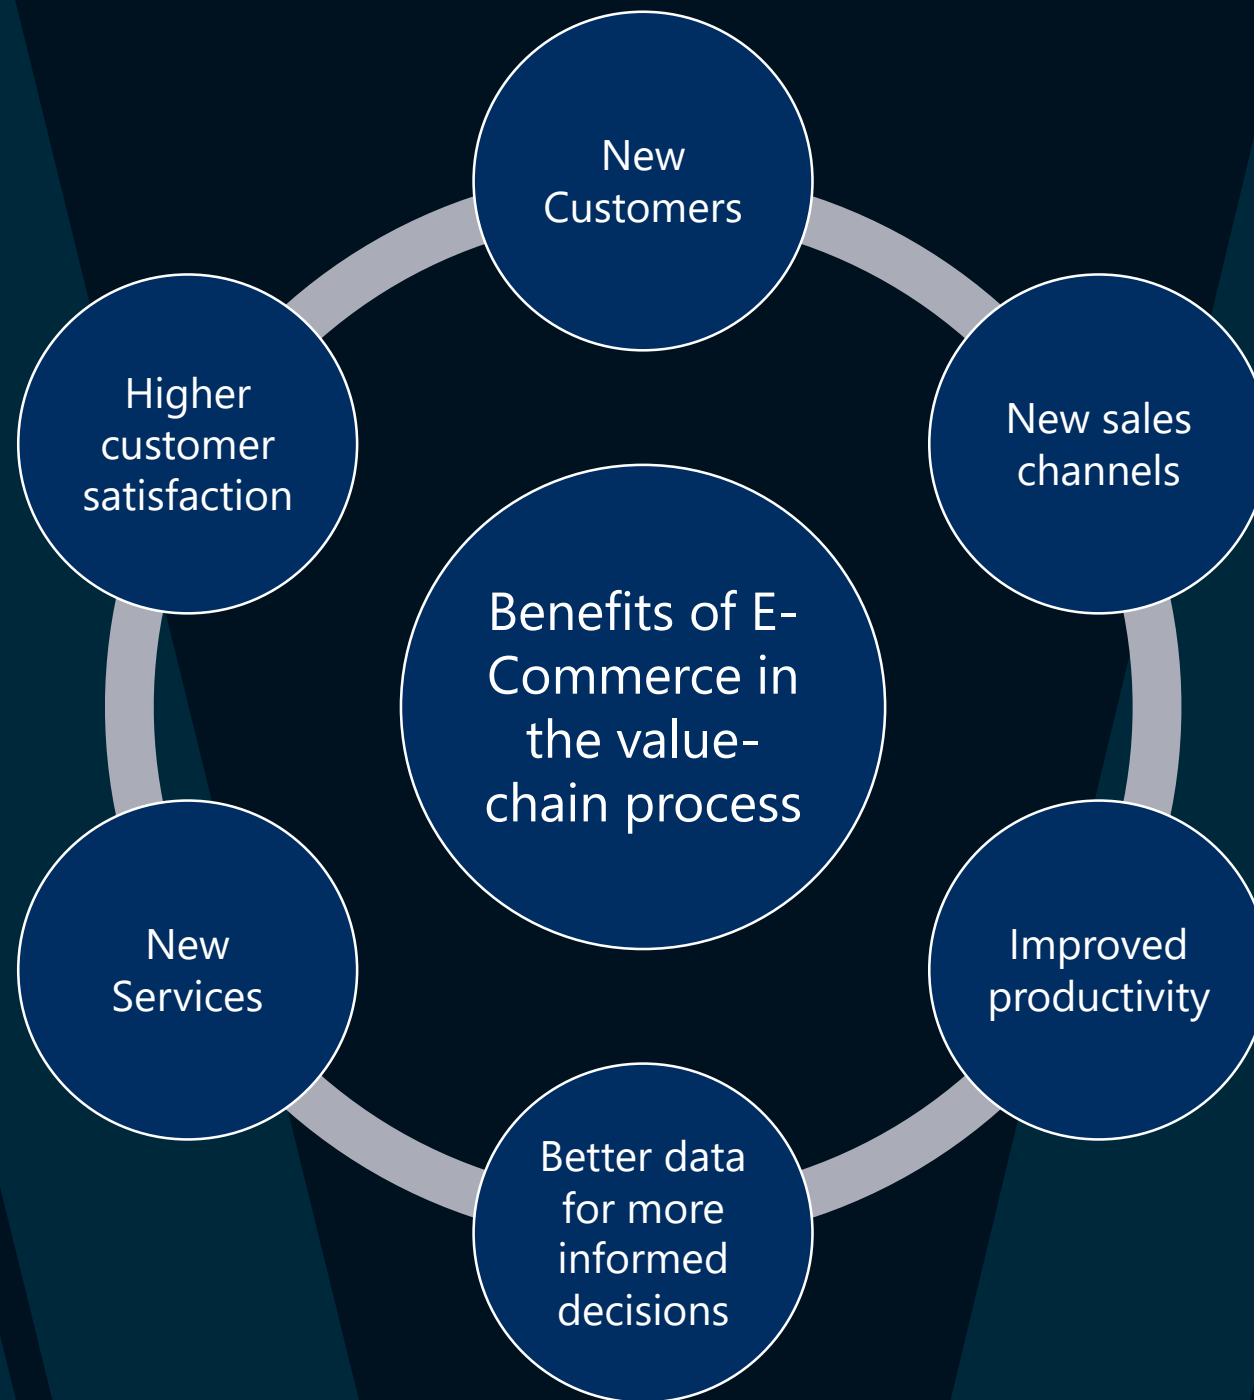 New
Customers
New sales
channels
Improved
productivity
Better data
for more
informed
decisions
New
Services
Higher
customer
satisfaction
Benefits of E-
Commerce in
the value-
chain process